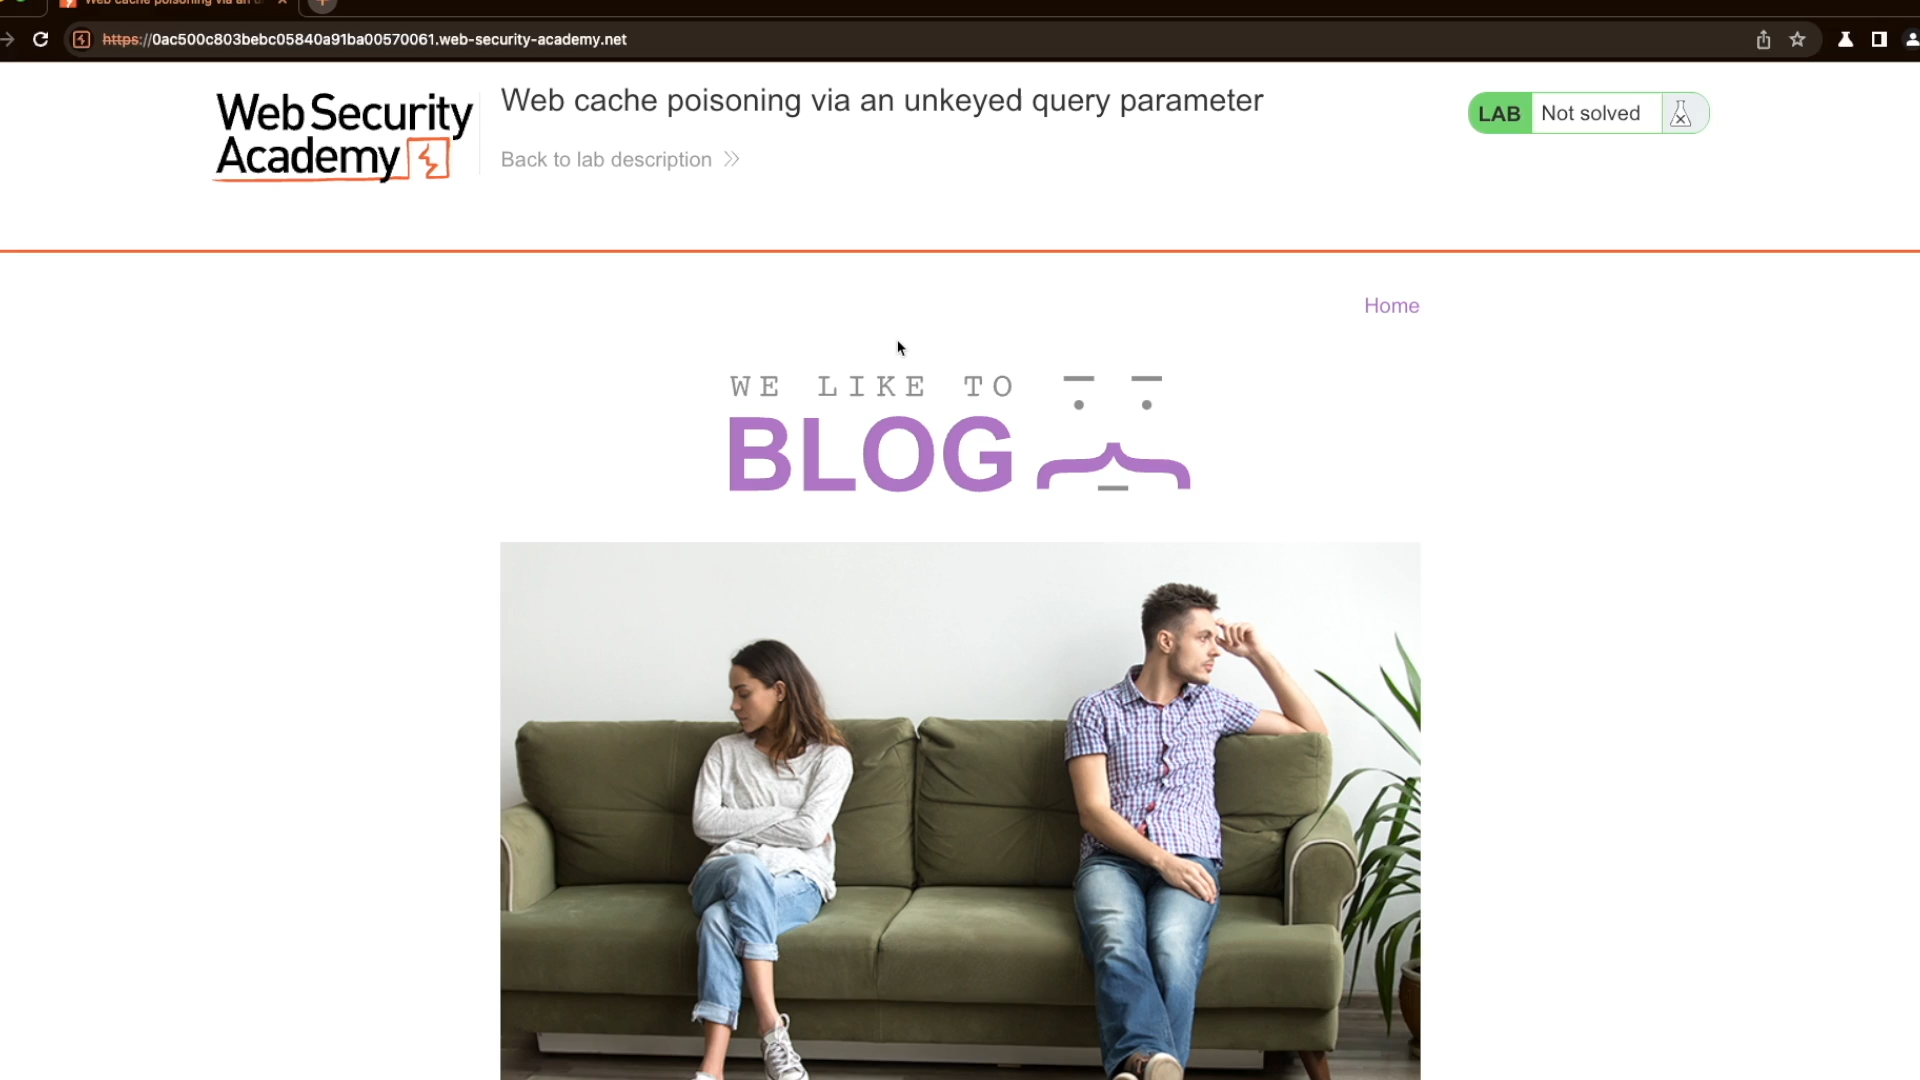 https://0ac500c803bebc05840a91ba00570061.web-security-academy.net
Web Security
Academy
Web cache poisoning via an unkeyed query parameter
Back to lab description
LAB Not solved
Home
WE LIKE TO
BLOG